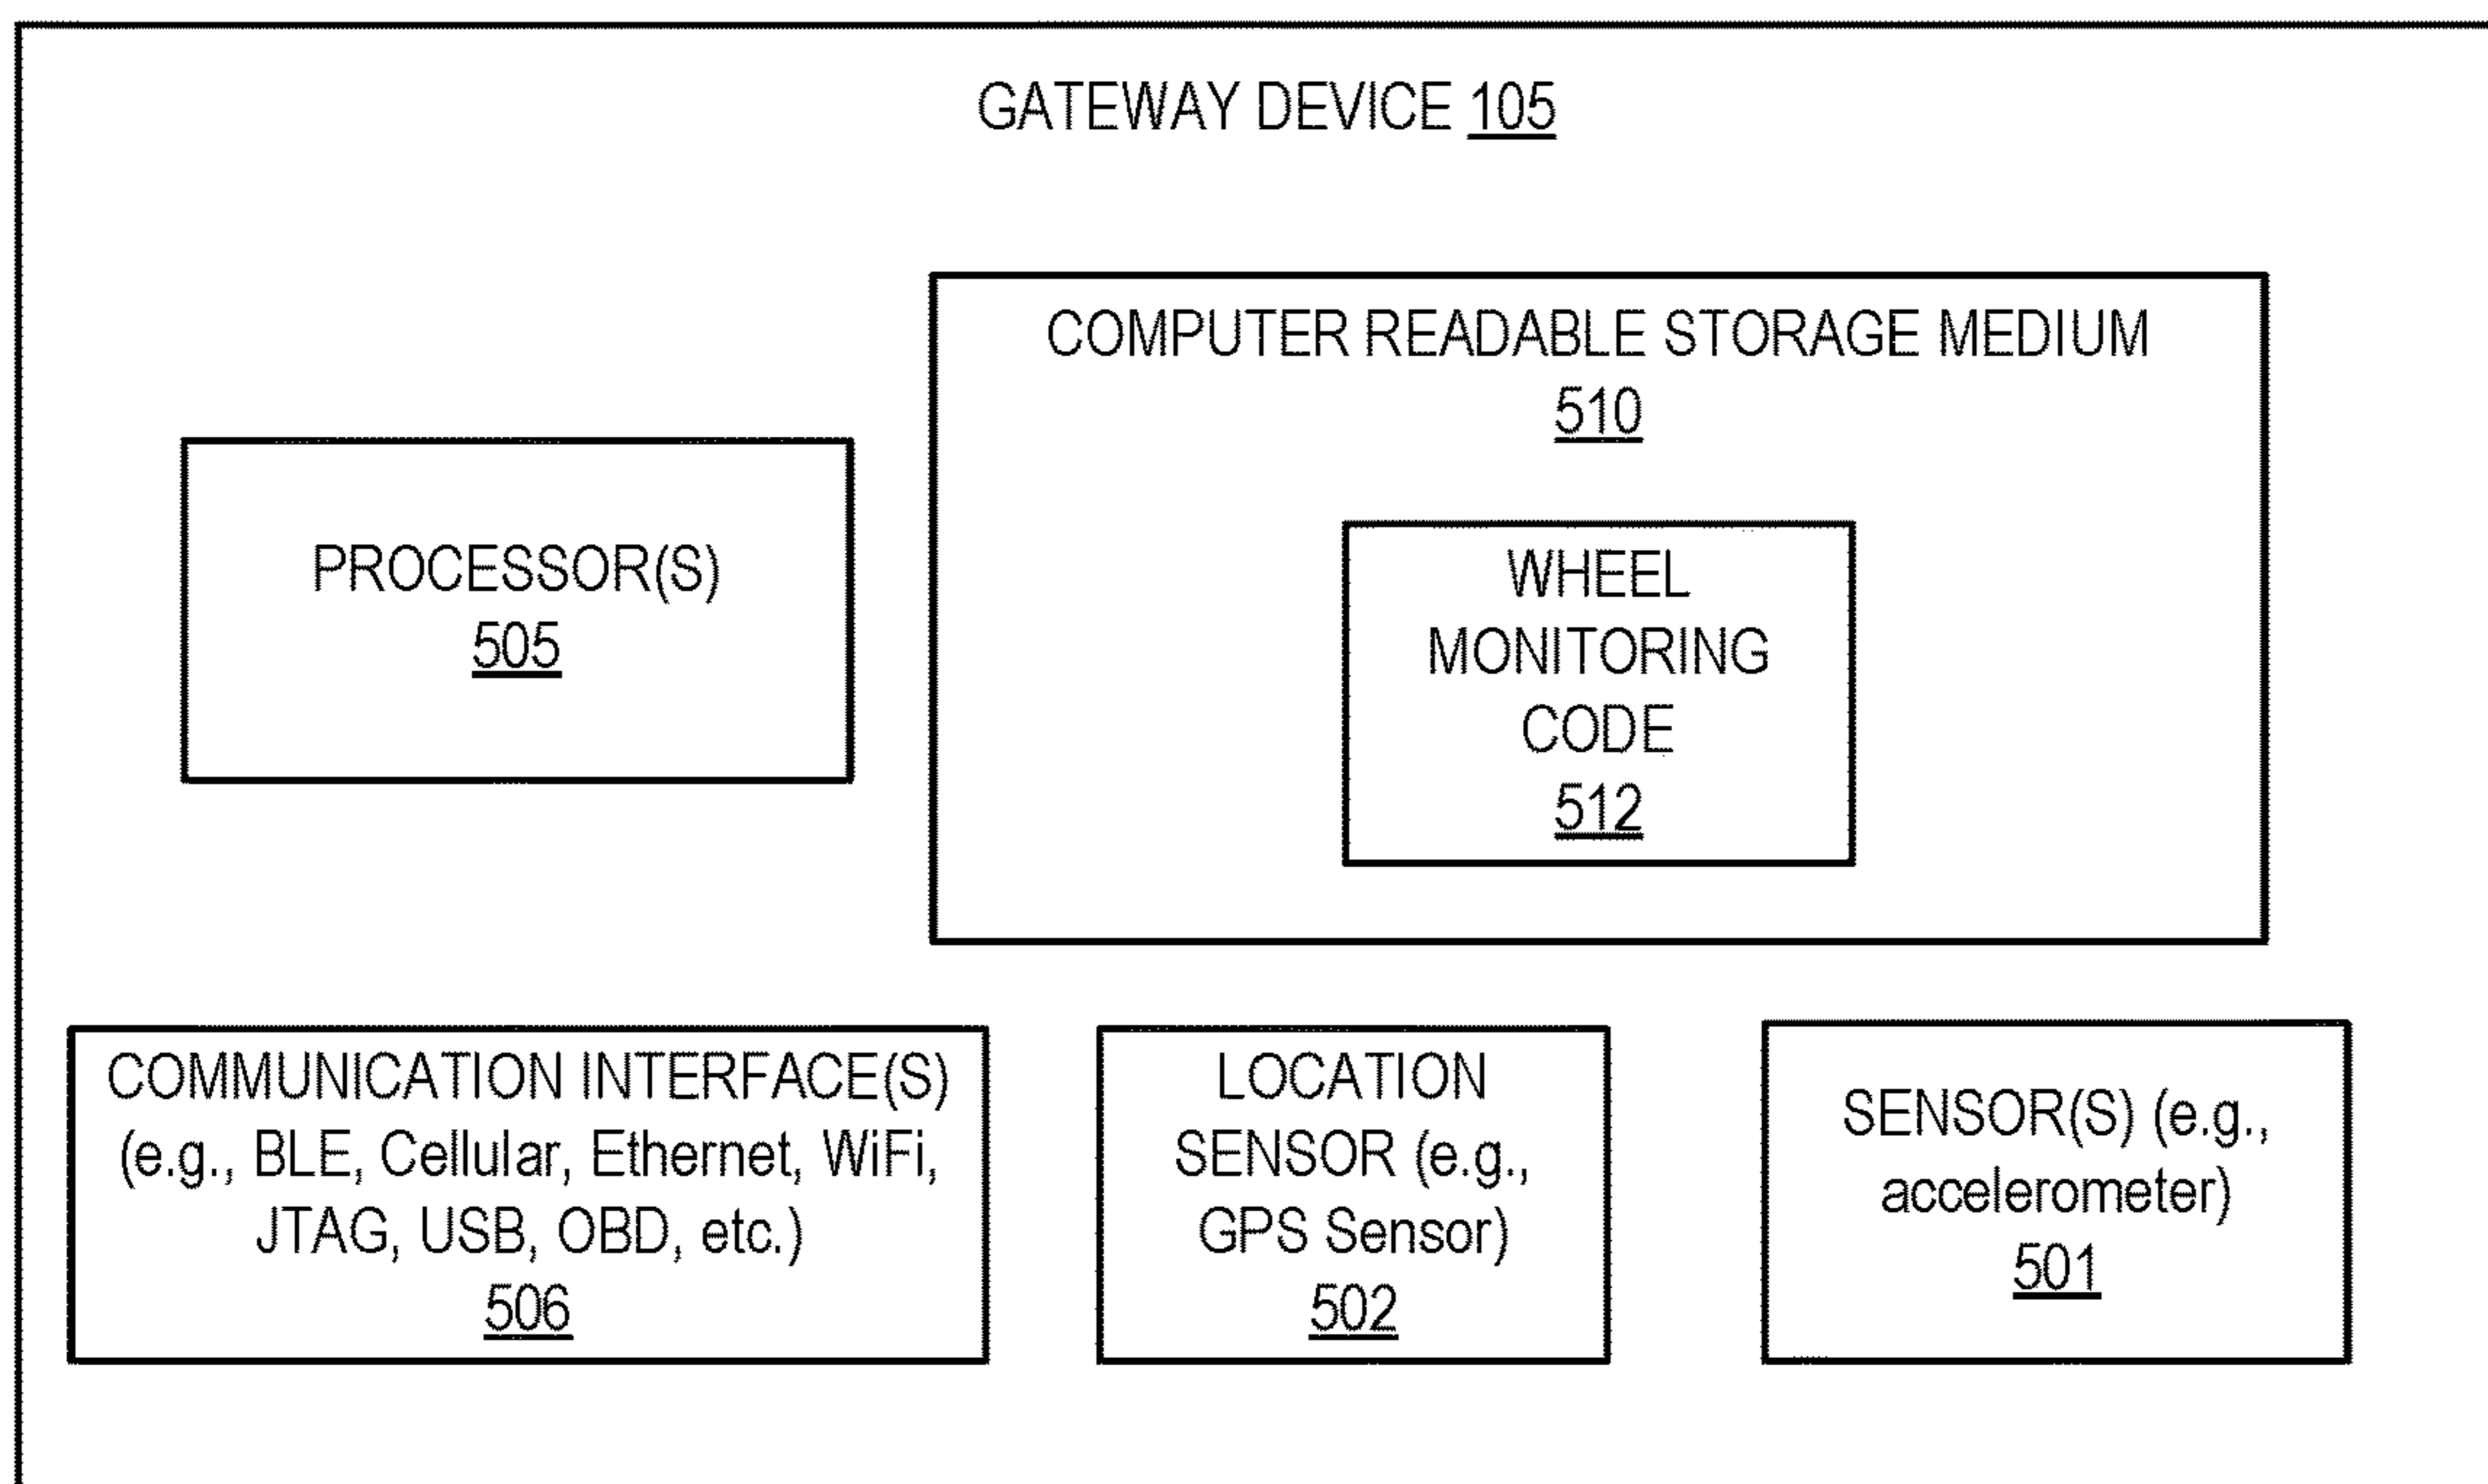 GATEWAY DEVICE 105
COMPUTER READABLE STORAGE MEDIUM
510
PROCESSOR(S)
505
WHEEL
MONITORING
CODE
512
COMMUNICATION INTERFACE(S)
(e.g., BLE, Cellular, Ethernet, WiFi,
JTAG, USB, OBD, etc.)
506
LOCATION
SENSOR (e.g.,
GPS Sensor)
502
SENSOR(S) (e.g.,
accelerometer)
501